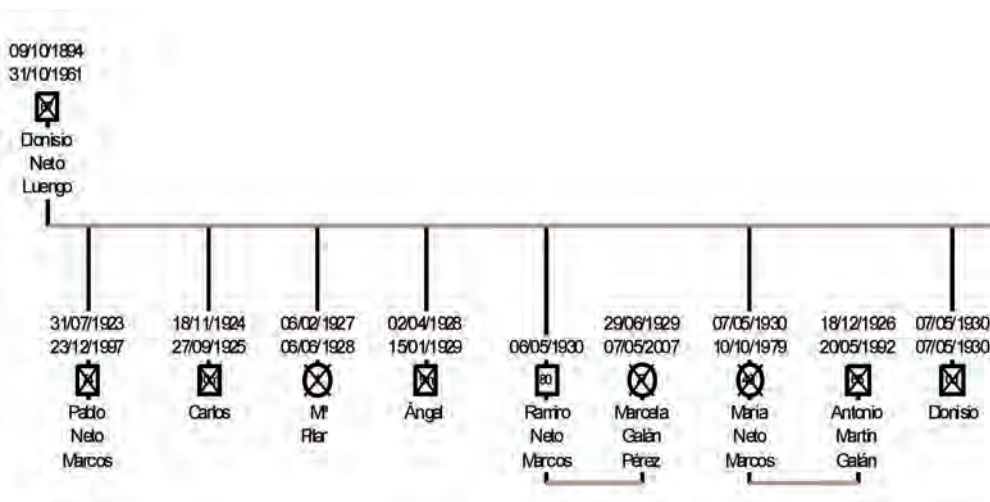 09/10/1894
31/10/1961
Dionisio
Neto
Luengo
31/07/1923
23/12/1997
Pablo
Neto
Marcos
18/11/1924
27/09/1925
Carlos
06/02/1927
06/06/1928
Mª
Pilar
02/04/1928
15/01/1929
Ángel
06/05/1930
80
Ramiro
Neto
Marcos
29/06/1929
07/05/2007
Marcela
Galán
Pérez
07/05/1930
10/10/1979
María
Neto
Marcos
18/12/1926
20/05/1992
Antonio
Martín
Galán
07/05/1930
07/05/1930
Dionisio